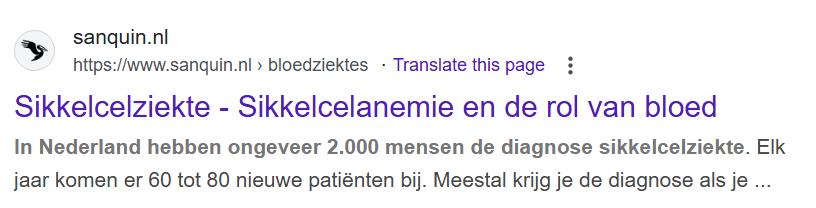 sanquin.nl
https://www.sanquin.nl › bloedziektes · Translate this page
Sikkelcelziekte - Sikkelcelanemie en de rol van bloed
In Nederland hebben ongeveer 2.000 mensen de diagnose sikkelcelziekte. Elk
jaar komen er 60 tot 80 nieuwe patiënten bij. Meestal krijg je de diagnose als je ...